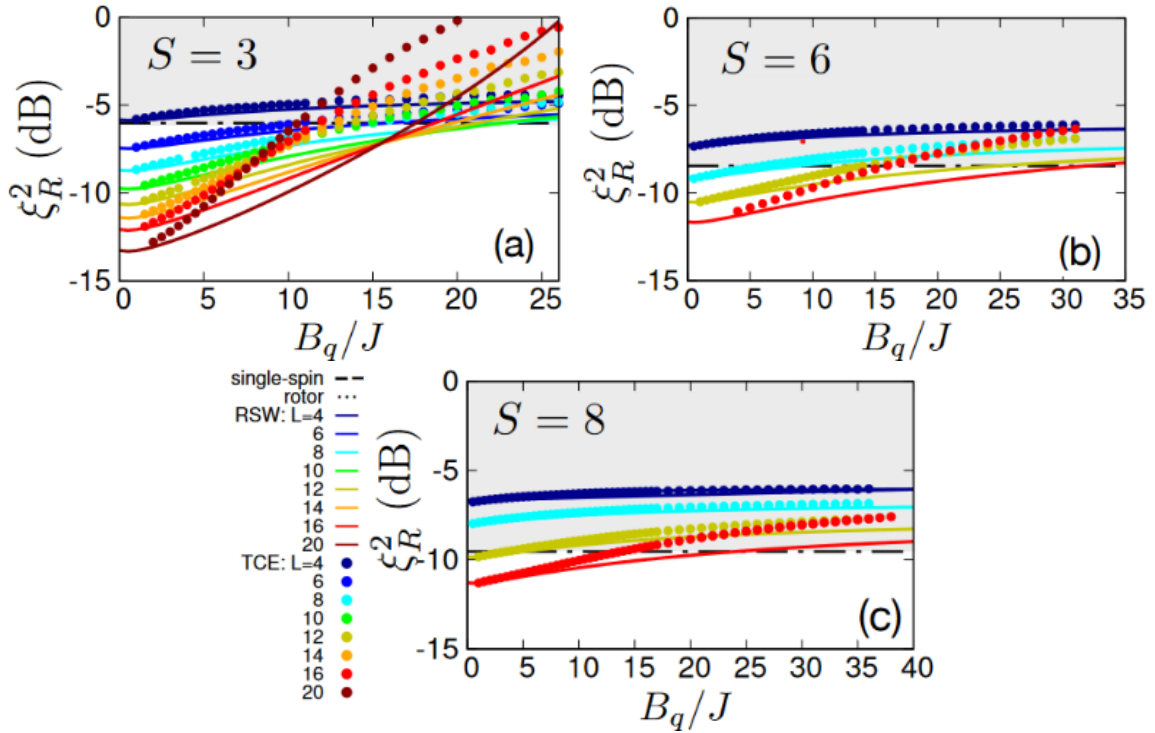 0
-5
-10
-15
ξ²_R (dB)
S = 3
(a)
0 5 10 15 20 25
B_q/J
0
-5
-10
-15
ξ²_R (dB)
S = 6
(b)
0 5 10 15 20 25 30 35
B_q/J
single-spin
rotor
RSW: L=4
6
8
10
12
14
16
20
TCE: L=4
6
8
10
12
14
16
20
0
-5
-10
-15
ξ²_R (dB)
S = 8
(c)
0 5 10 15 20 25 30 35 40
B_q/J